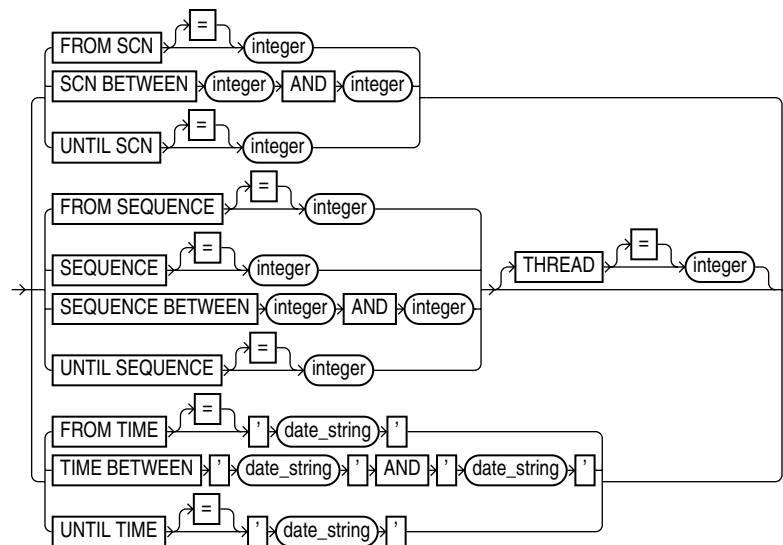 =
FROM SCN integer
SCN BETWEEN integer AND integer
=
UNTIL SCN integer
=
FROM SEQUENCE integer
=
THREAD integer
=
SEQUENCE integer
SEQUENCE BETWEEN integer AND integer
=
UNTIL SEQUENCE integer
=
FROM TIME ’ date_string ’
TIME BETWEEN ’ date_string ’ AND ’ date_string ’
=
UNTIL TIME ’ date_string ’